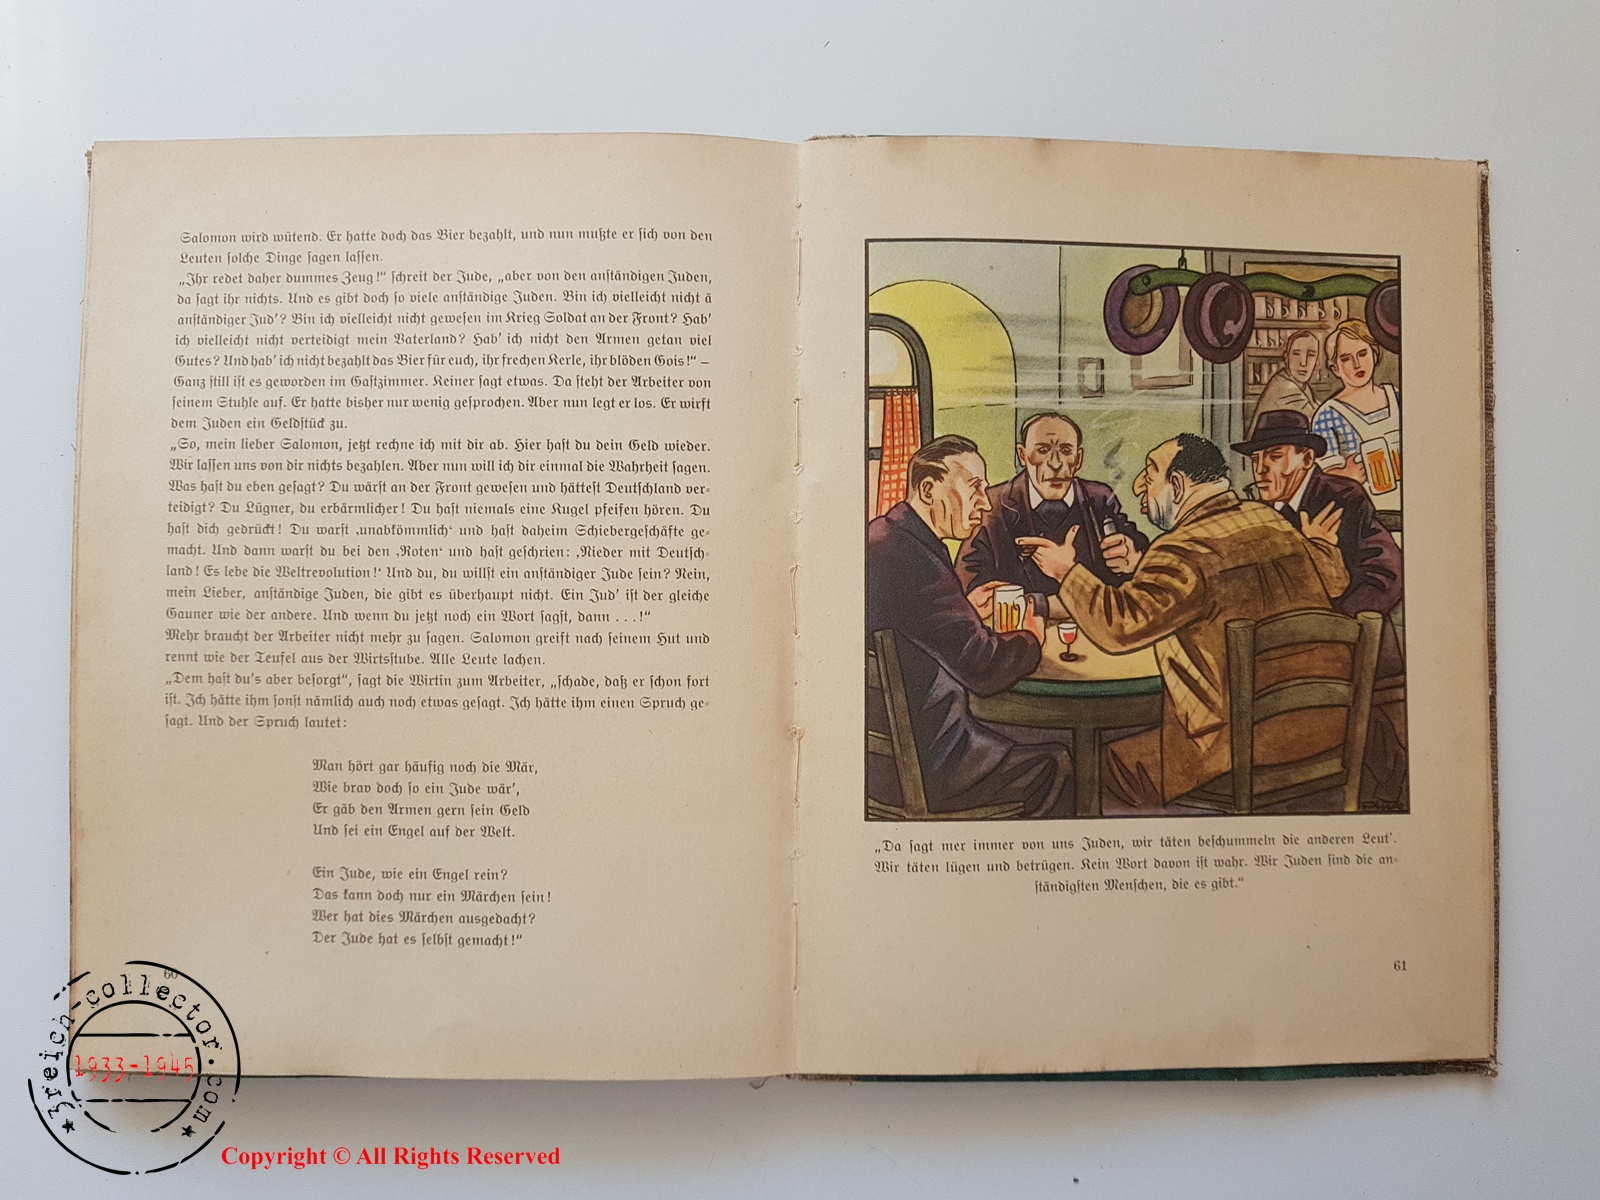 Salomon wird wütend. Er hatte doch das Bier bezahlt, und nun mußte er sich von den
Leuten solche Dinge sagen lassen.
„Ihr redet daher dummes Zeug!“ schreit der Jude, „aber von den anständigen Juden,
da sagt ihr nichts. Und es gibt doch so viele anständige Juden. Bin ich vielleicht nicht ä
anständiger Jud’? Bin ich vielleicht nicht gewesen im Krieg Soldat an der Front? Hab’
ich vielleicht nicht verteidigt mein Vaterland? Hab’ ich nicht den Armen getan viel
Gutes? Und hab’ ich nicht bezahlt das Bier für euch, ihr frechen Kerle, ihr blöden Gois!“ —
Ganz still ist es geworden im Gastzimmer. Keiner sagt etwas. Da steht der Arbeiter von
seinem Stuhle auf. Er hatte bisher nur wenig gesprochen. Aber nun legt er los. Er wirft
dem Juden ein Geldstück zu.
„So, mein lieber Salomon, jetzt rechne ich mit dir ab. Hier hast du dein Geld wieder.
Wir lassen uns von dir nichts bezahlen. Aber nun will ich dir einmal die Wahrheit sagen.
Was hast du eben gesagt? Du wärst an der Front gewesen und hättest Deutschland ver-
teidigt? Du Lügner, du erbärmlicher! Du hast niemals eine Kugel pfeifen hören. Du
hast dich gedrückt! Du warst ‚unabkömmlich‘ und hast daheim Schiebergeschäfte ge-
macht. Und dann warst du bei den ‚Roten‘ und hast geschrien: ‚Nieder mit Deutsch-
land! Es lebe die Weltrevolution!‘ Und du, du willst ein anständiger Jude sein? Nein,
mein Lieber, anständige Juden, die gibt es überhaupt nicht. Ein Jud’ ist der gleiche
Gauner wie der andere. Und wenn du jetzt noch ein Wort sagst, dann . . .!“
Mehr braucht der Arbeiter nicht mehr zu sagen. Salomon greift nach seinem Hut und
rennt wie der Teufel aus der Wirtsstube. Alle Leute lachen.
„Dem hast du’s aber besorgt“, sagt die Wirtin zum Arbeiter, „schade, daß er schon fort
ist. Ich hätte ihm sonst nämlich auch noch etwas gesagt. Ich hätte ihm einen Spruch ge-
sagt. Und der Spruch lautet:
Man hört gar häufig noch die Mär,
Wie brav doch so ein Jude wär’,
Er gäb den Armen gern sein Geld
Und sei ein Engel auf der Welt.
Ein Jude, wie ein Engel rein?
Das kann doch nur ein Märchen sein!
Wer hat dies Märchen ausgedacht?
Der Jude hat es selbst gemacht!“
60
„Da sagt mer immer von uns Juden, wir täten beschummeln die anderen Leut’.
Wir täten lügen und betrügen. Kein Wort davon ist wahr. Wir Juden sind die an-
ständigsten Menschen, die es gibt.“
61
3reich-collector.com
1933-1945
Copyright © All Rights Reserved